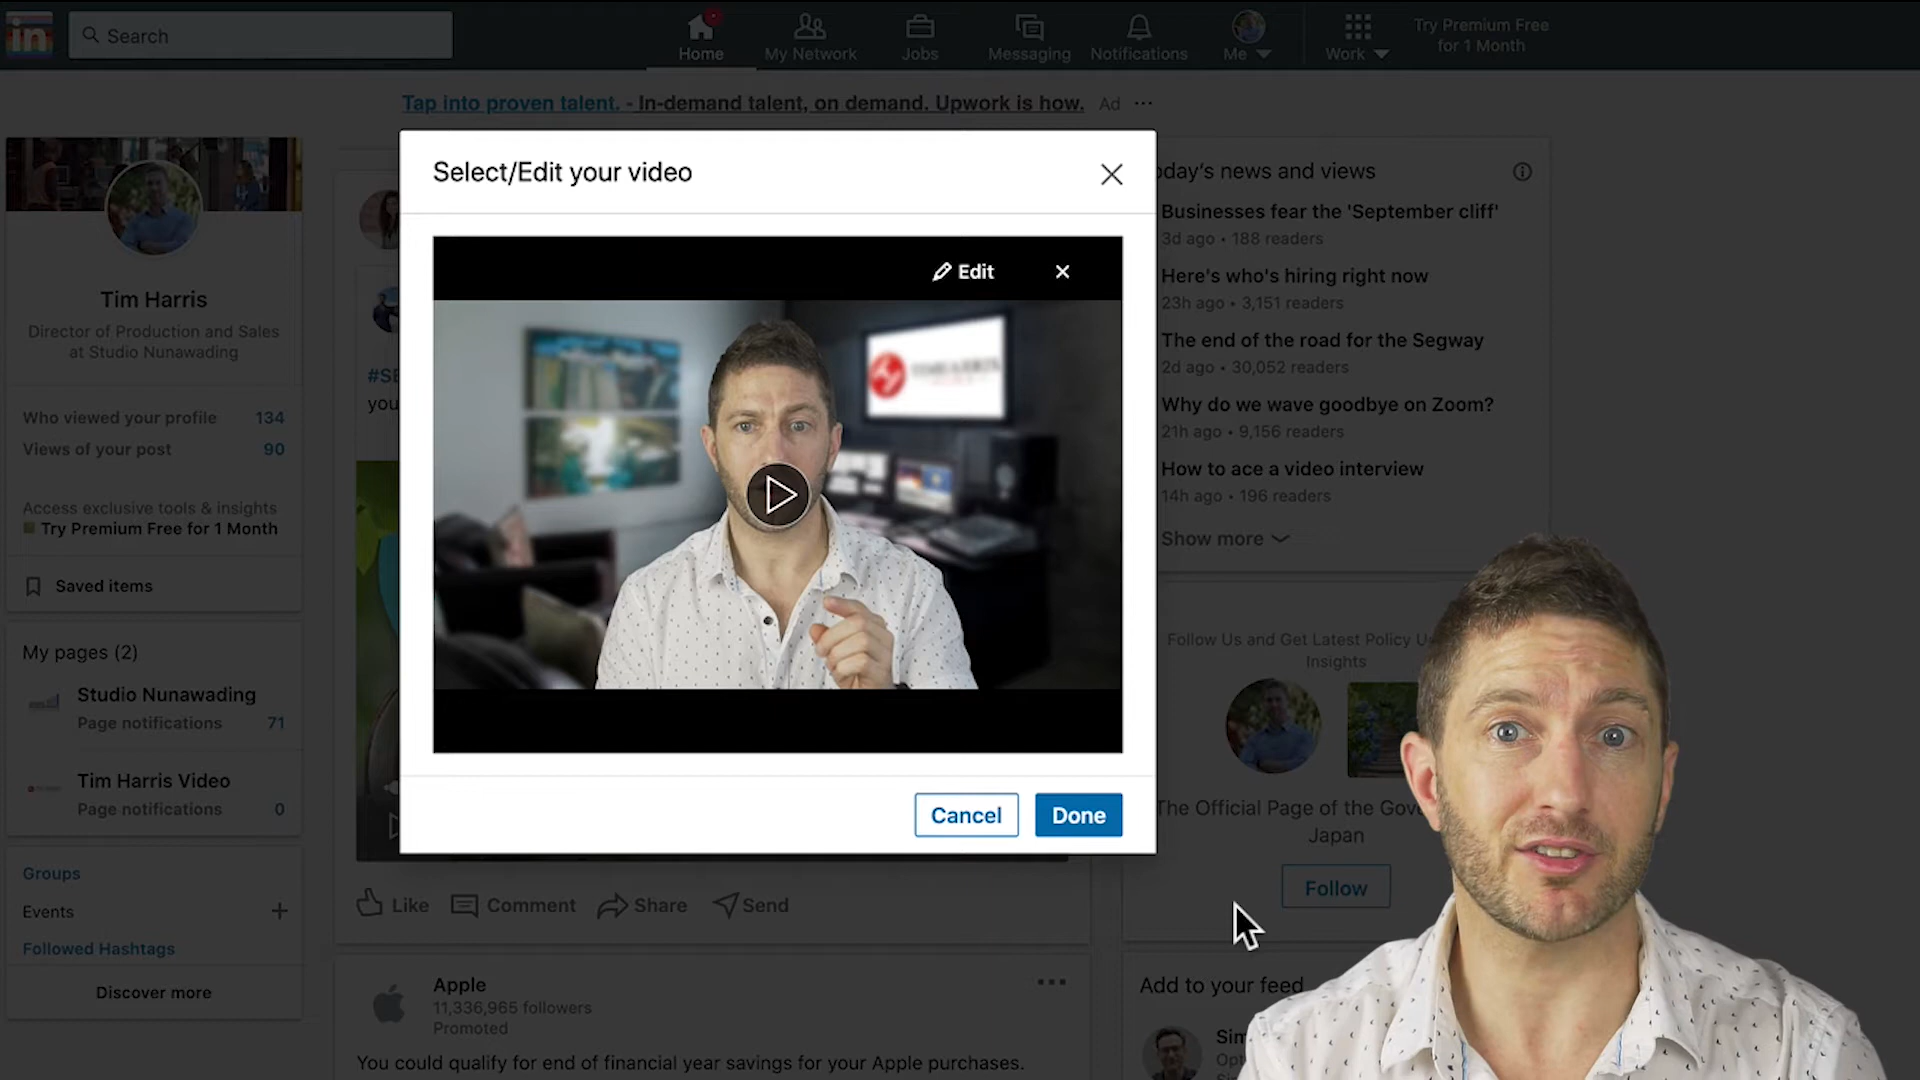 in
Search
Home
My Network
Jobs
Messaging
Notifications
Me
Work
Try Premium Free
for 1 Month
Tap into proven talent. - In-demand talent, on demand. Upwork is how. Ad
Select/Edit your video
Edit
Cancel
Done
Tim Harris
Director of Production and Sales
at Studio Nunawading
Who viewed your profile 134
Views of your post 90
Access exclusive tools & insights
Try Premium Free for 1 Month
Saved items
My pages (2)
Studio Nunawading
Page notifications 71
Tim Harris Video
Page notifications 0
Groups
Events
Followed Hashtags
Discover more
you
Like
Comment
Share
Send
Apple
11,336,965 followers
Promoted
You could qualify for end of financial year savings for your Apple purchases.
oday's news and views
Businesses fear the 'September cliff'
3d ago • 188 readers
Here's who's hiring right now
23h ago • 3,151 readers
The end of the road for the Segway
2d ago • 30,052 readers
Why do we wave goodbye on Zoom?
21h ago • 9,156 readers
How to ace a video interview
14h ago • 196 readers
Show more
Follow Us and Get Latest Policy U
Insights
The Official Page of the Gov
Japan
Follow
Add to your feed